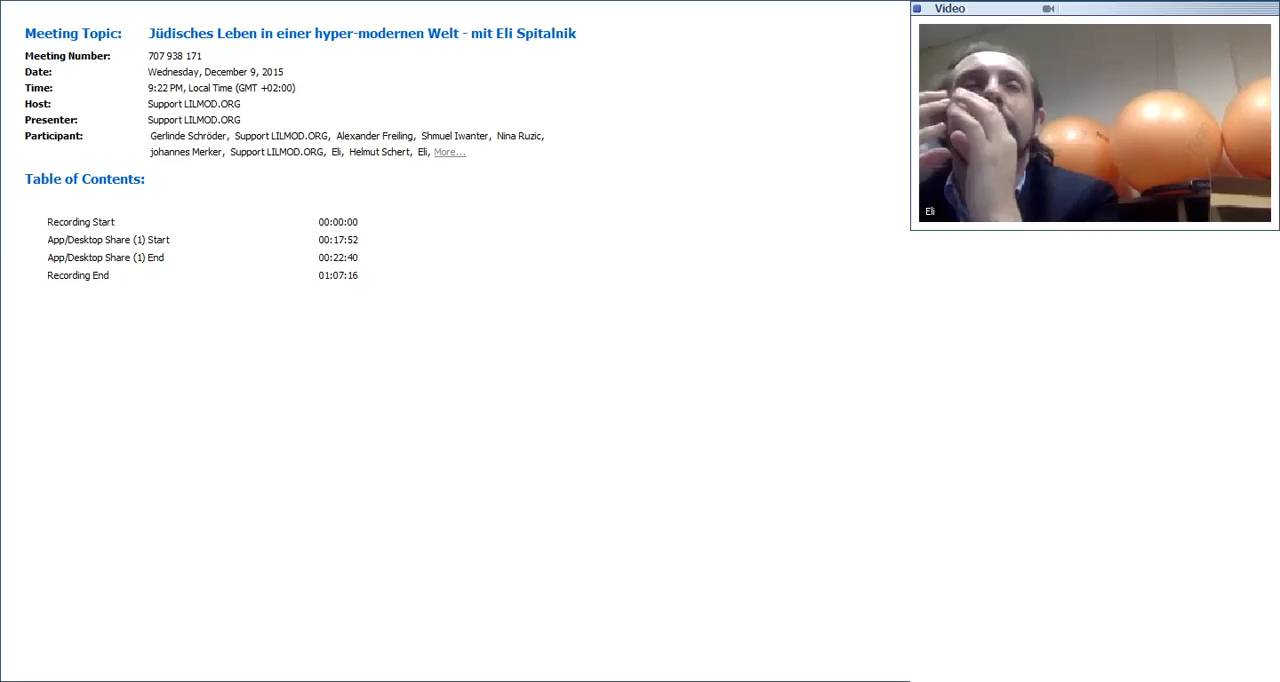 Meeting Topic: Jüdisches Leben in einer hyper-modernen Welt - mit Eli Spitalnik
Meeting Number: 707 938 171
Date: Wednesday, December 9, 2015
Time: 9:22 PM, Local Time (GMT +02:00)
Host: Support LILMOD.ORG
Presenter: Support LILMOD.ORG
Participant: Gerlinde Schröder, Support LILMOD.ORG, Alexander Freiling, Shmuel Iwanter, Nina Ruzic,
johannes Merker, Support LILMOD.ORG, Eli, Helmut Schert, Eli, More...
Table of Contents:
Recording Start 00:00:00
App/Desktop Share (1) Start 00:17:52
App/Desktop Share (1) End 00:22:40
Recording End 01:07:16
Video
Eli